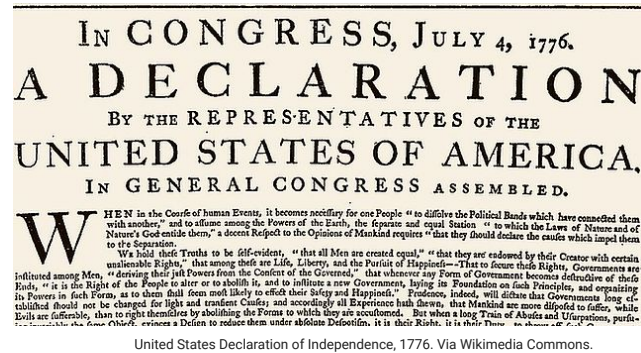 IN CONGRESS, JULY 4, 1776.
A DECLARATION
BY THE REPRESENTATIVES OF THE
UNITED STATES OF AMERICA,
IN GENERAL CONGRESS ASSEMBLED.
WHEN in the Course of human Events, it becomes necessary for one People “ to dissolve the Political Bands which have connected them
with another,” and to assume among the Powers of the Earth, the separate and equal Station “ to which the Laws of Nature and of
Nature's God entitle them,” a decent Respect to the Opinions of Mankind requires “ that they should declare the causes which impel them
to the Separation.
We hold these Truths to be self-evident, “ that all Men are created equal,” “ that they are endowed by their Creator with certain
unalienable Rights,” that among these are Life, Liberty, and the Pursuit of Happiness—-That to secure these Rights, Governments are
instituted among Men, “ deriving their just Powers from the Consent of the Governed,” that whenever any Form of Government becomes destructive of these
Ends, “ it is the Right of the People to alter or to abolish it, and to institute a new Government, laying its Foundation on such Principles, and organizing
its Powers in such Form, as to them shall seem most likely to effect their Safety and Happiness.” Prudence, indeed, will dictate that Governments long es-
tablished should not be changed for light and transient Causes; and accordingly all Experience hath shewn, that Mankind are more disposed to suffer, while
Evils are sufferable, than to right themselves by abolishing the Forms to which they are accustomed. But when a long Train of Abuses and Usurpations, pursu-
the same Object, evinces a Design to reduce them under absolute Despotism, it is their Right, it is their Duty,
United States Declaration of Independence, 1776. Via Wikimedia Commons.